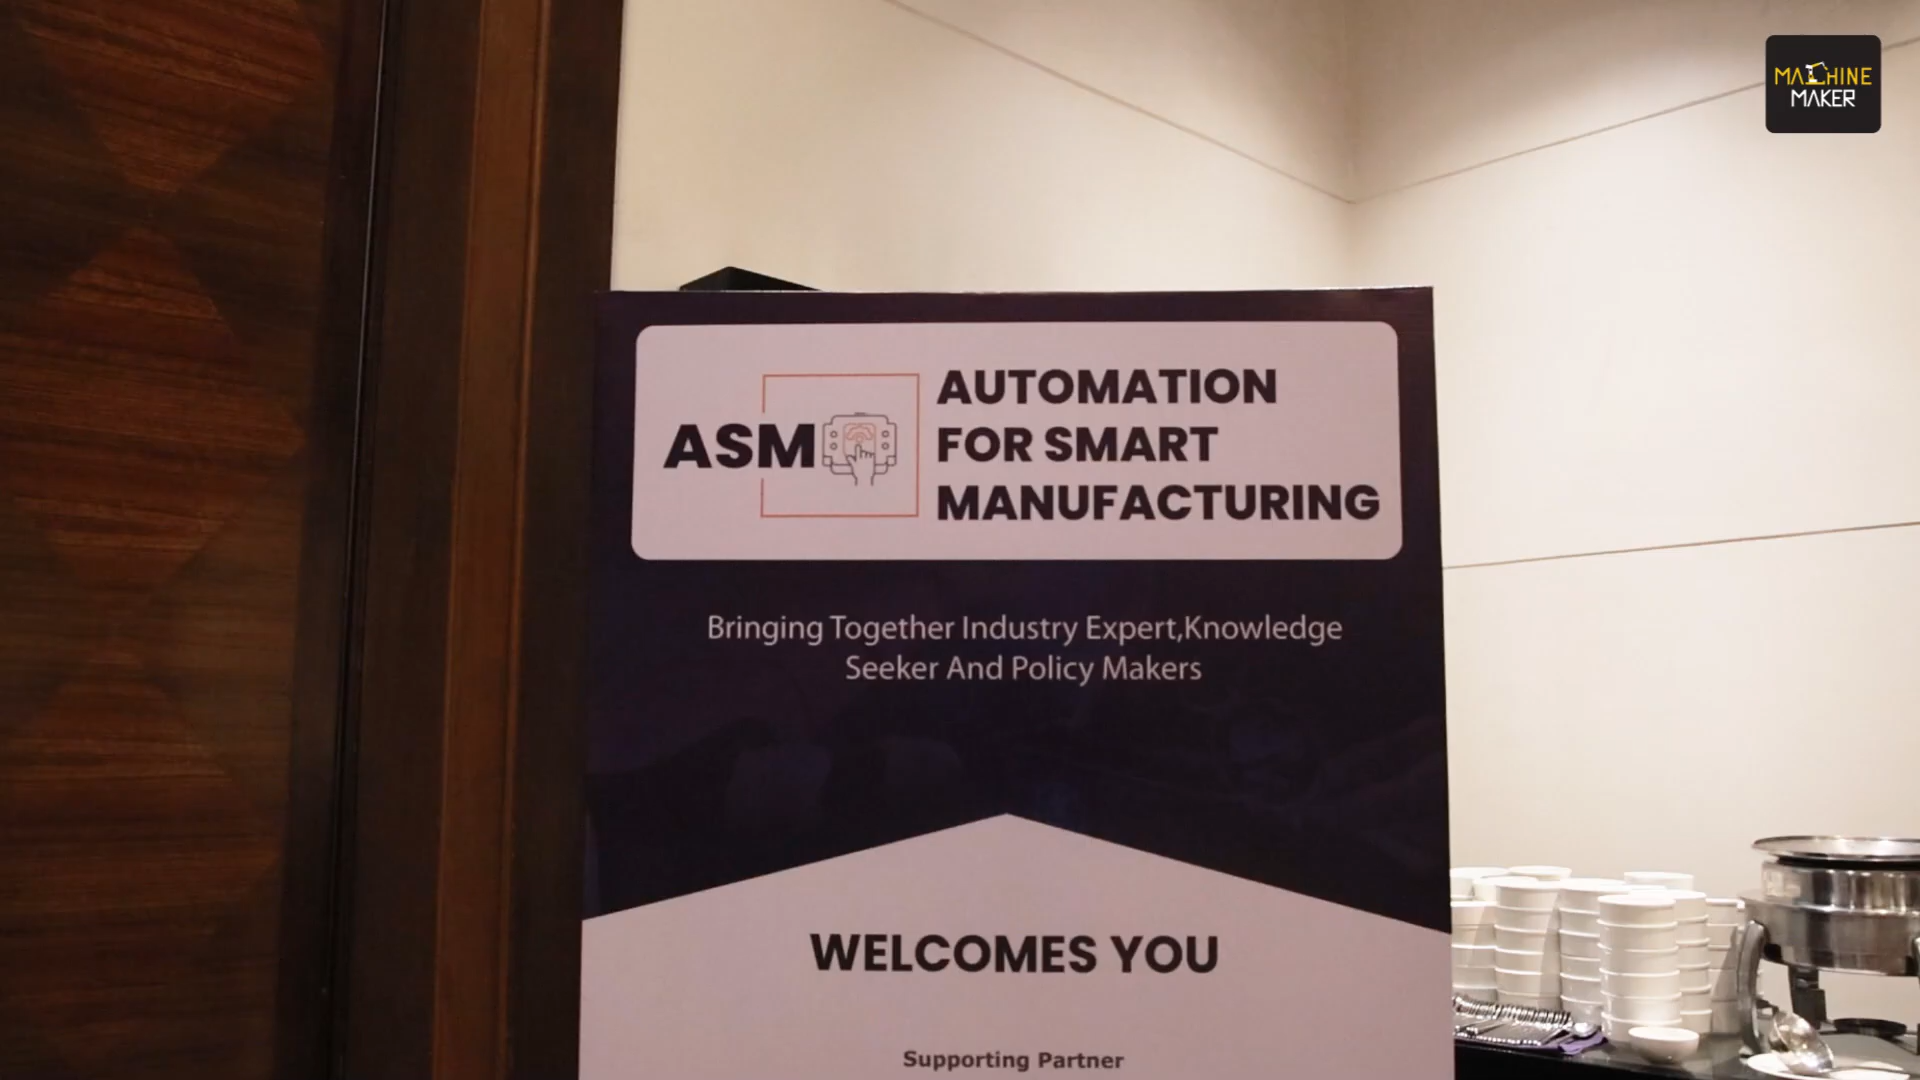 MACHINE
MAKER
ASM
AUTOMATION
FOR SMART
MANUFACTURING
Bringing Together Industry Expert,Knowledge
Seeker And Policy Makers
WELCOMES YOU
Supporting Partner